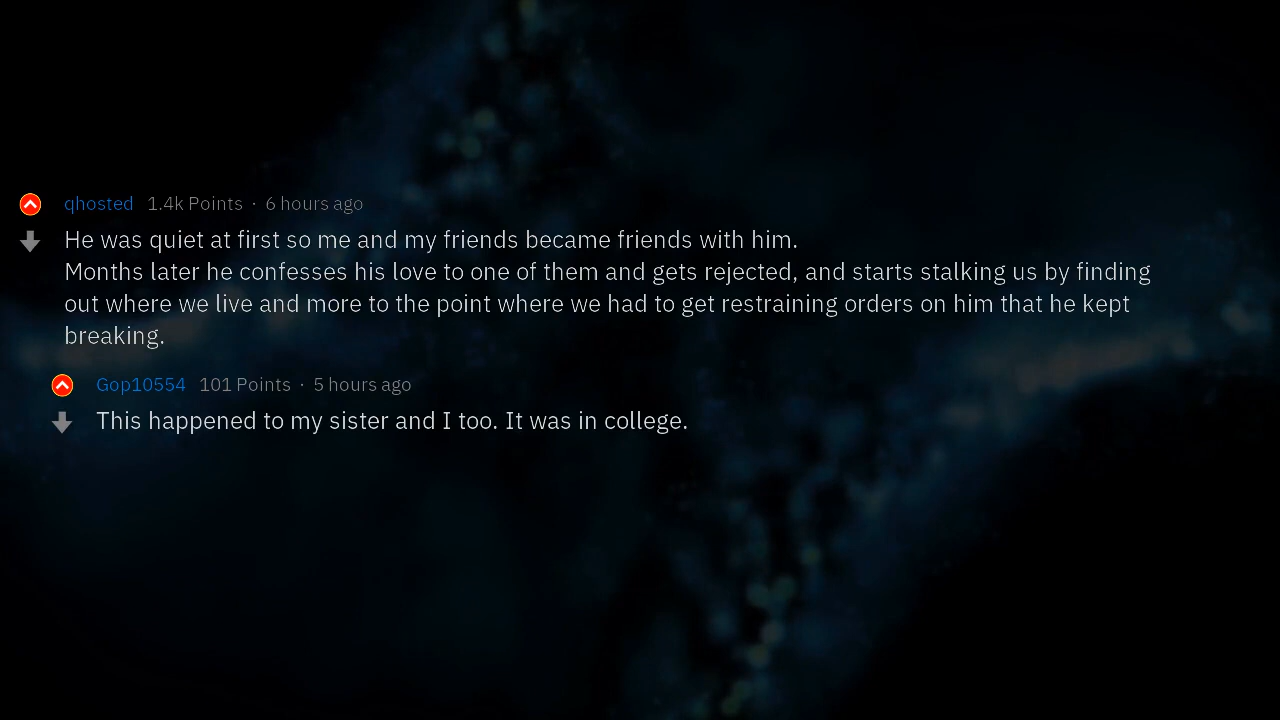 qhosted 1.4k Points · 6 hours ago
He was quiet at first so me and my friends became friends with him.
Months later he confesses his love to one of them and gets rejected, and starts stalking us by finding
out where we live and more to the point where we had to get restraining orders on him that he kept
breaking.
Gop10554 101 Points · 5 hours ago
This happened to my sister and I too. It was in college.